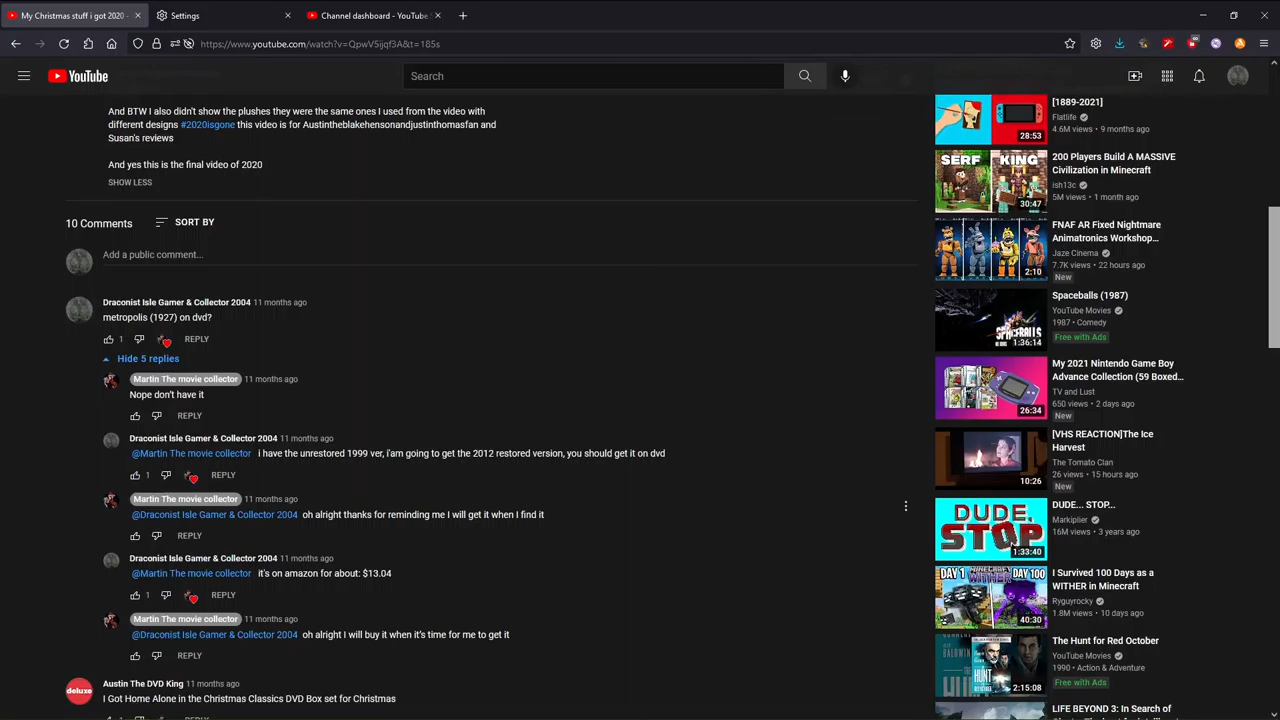 My Christmas stuff i got 2020 -
Settings
Channel dashboard - YouTube S
https://www.youtube.com/watch?v=QpwV5ijqf3A&t=185s
YouTube
Search
And BTW I also didn't show the plushes they were the same ones I used from the video with
different designs #2020isgone this video is for Austintheblakehensonandjustinthomasfan and
Susan's reviews
And yes this is the final video of 2020
SHOW LESS
10 Comments
SORT BY
Add a public comment...
Draconist Isle Gamer & Collector 2004 11 months ago
metropolis (1927) on dvd?
1
REPLY
Hide 5 replies
Martin The movie collector 11 months ago
Nope don't have it
REPLY
Draconist Isle Gamer & Collector 2004 11 months ago
@Martin The movie collector i have the unrestored 1999 ver, i'am going to get the 2012 restored version, you should get it on dvd
1
REPLY
Martin The movie collector 11 months ago
@Draconist Isle Gamer & Collector 2004 oh alright thanks for reminding me I will get it when I find it
REPLY
Draconist Isle Gamer & Collector 2004 11 months ago
@Martin The movie collector it's on amazon for about: $13.04
1
REPLY
Martin The movie collector 11 months ago
@Draconist Isle Gamer & Collector 2004 oh alright I will buy it when it's time for me to get it
REPLY
deluxe
Austin The DVD King 11 months ago
I Got Home Alone in the Christmas Classics DVD Box set for Christmas
[1889-2021]
Flatlife
4.6M views • 9 months ago
28:53
SERF KING
30:47
200 Players Build A MASSIVE
Civilization in Minecraft
ish13c
5M views • 1 month ago
2:10
FNAF AR Fixed Nightmare
Animatronics Workshop...
Jaze Cinema
7.7K views • 22 hours ago
New
SPACEBALLS
1:36:14
Spaceballs (1987)
YouTube Movies
1987 • Comedy
Free with Ads
26:34
My 2021 Nintendo Game Boy
Advance Collection (59 Boxed...
TV and Lust
650 views • 2 days ago
New
10:26
[VHS REACTION]The Ice
Harvest
The Tomato Clan
26 views • 15 hours ago
New
DUDE,
STOP
1:33:40
DUDE... STOP...
Markiplier
16M views • 3 years ago
DAY 1 MINECRAFT WITHER DAY 100
40:30
I Survived 100 Days as a
WITHER in Minecraft
Ryguyrocky
1.8M views • 10 days ago
BALDWIN
THE HUNT
2:15:08
The Hunt for Red October
YouTube Movies
1990 • Action & Adventure
Free with Ads
LIFE BEYOND 3: In Search of